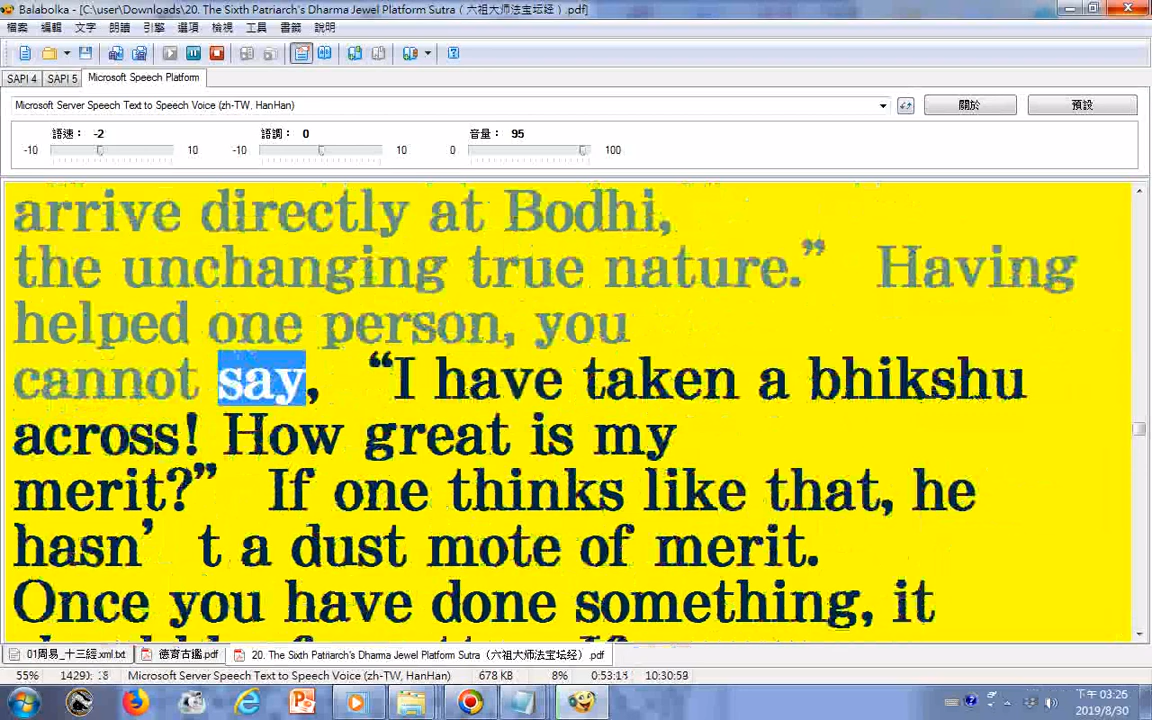 Balabolka - [C:\user\Downloads\20. The Sixth Patriarch's Dharma Jewel Platform Sutra（六祖大师法宝坛经）.pdf]
檔案 編輯 文字 朗讀 引擎 選項 檢視 工具 書籤 說明
SAPI 4 SAPI 5 Microsoft Speech Platform
Microsoft Server Speech Text to Speech Voice (zh-TW, HanHan) 關於 預設
語速： -2 語調： 0 音量： 95
-10 10 -10 10 0 100
arrive directly at Bodhi,
the unchanging true nature.” Having
helped one person, you
cannot say, “I have taken a bhikshu
across! How great is my
merit?” If one thinks like that, he
hasn’ t a dust mote of merit.
Once you have done something, it
01周易_十三經.xml.txt 德育古鑑.pdf 20. The Sixth Patriarch's Dharma Jewel Platform Sutra（六祖大师法宝坛经）.pdf
55% Microsoft Server Speech Text to Speech Voice (zh-TW, HanHan) 678 KB 8% 10:30:59
下午 03:26
2019/8/30